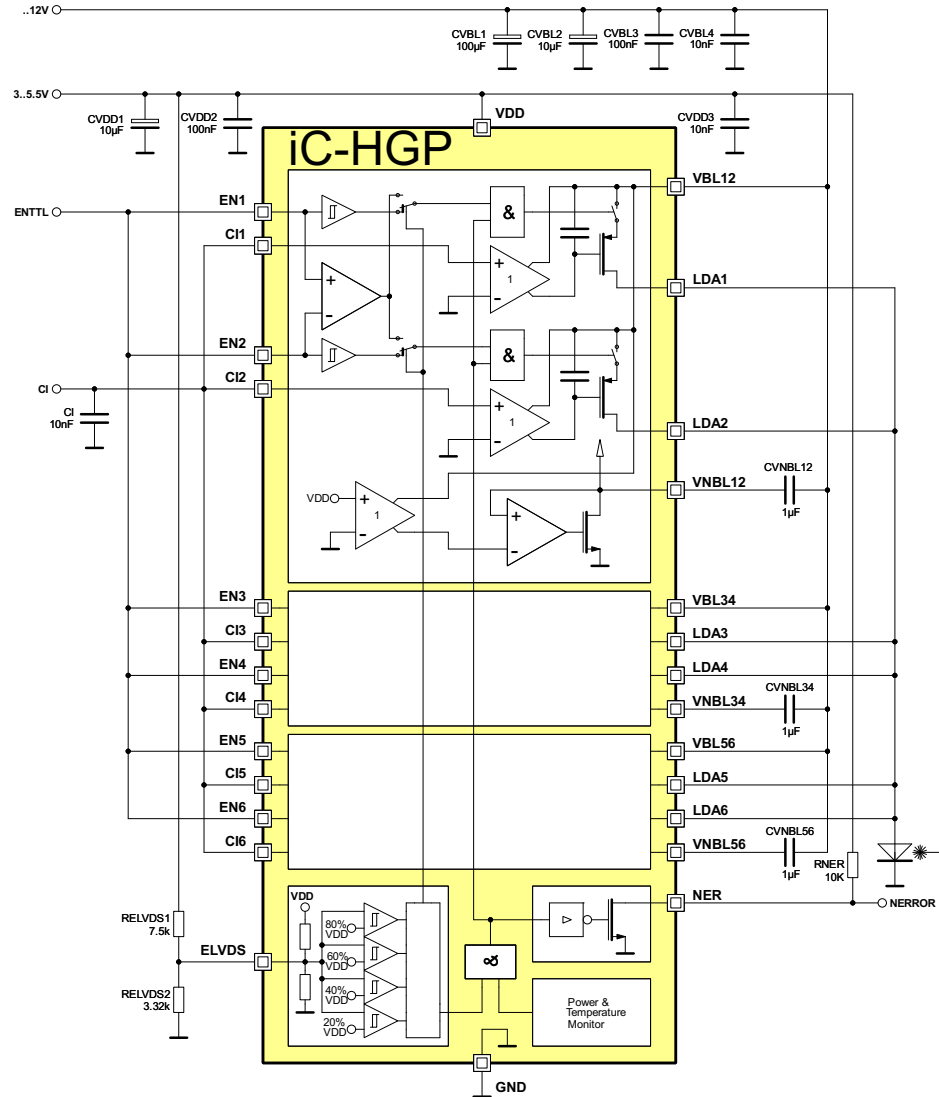 ..12V
CVBL1
100µF
CVBL2
10µF
CVBL3
100nF
CVBL4
10nF
3..5.5V
CVDD1
10µF
CVDD2
100nF
VDD
CVDD3
10nF
iC-HGP
EN1
ENTTL
CI1
&
+
-
1
VBL12
LDA1
+
-
EN2
CI2
CI
CI
10nF
&
+
-
1
LDA2
VNBL12
CVNBL12
1µF
VDD
+
-
1
+
-
EN3
CI3
EN4
CI4
VBL34
LDA3
LDA4
VNBL34
CVNBL34
1µF
EN5
CI5
EN6
CI6
VBL56
LDA5
LDA6
VNBL56
CVNBL56
1µF
RNER
10K
NER
NERROR
RELVDS1
7.5k
ELVDS
RELVDS2
3.32k
VDD
80%
VDD
60%
VDD
40%
VDD
20%
VDD
&
Power &
Temperature
Monitor
GND